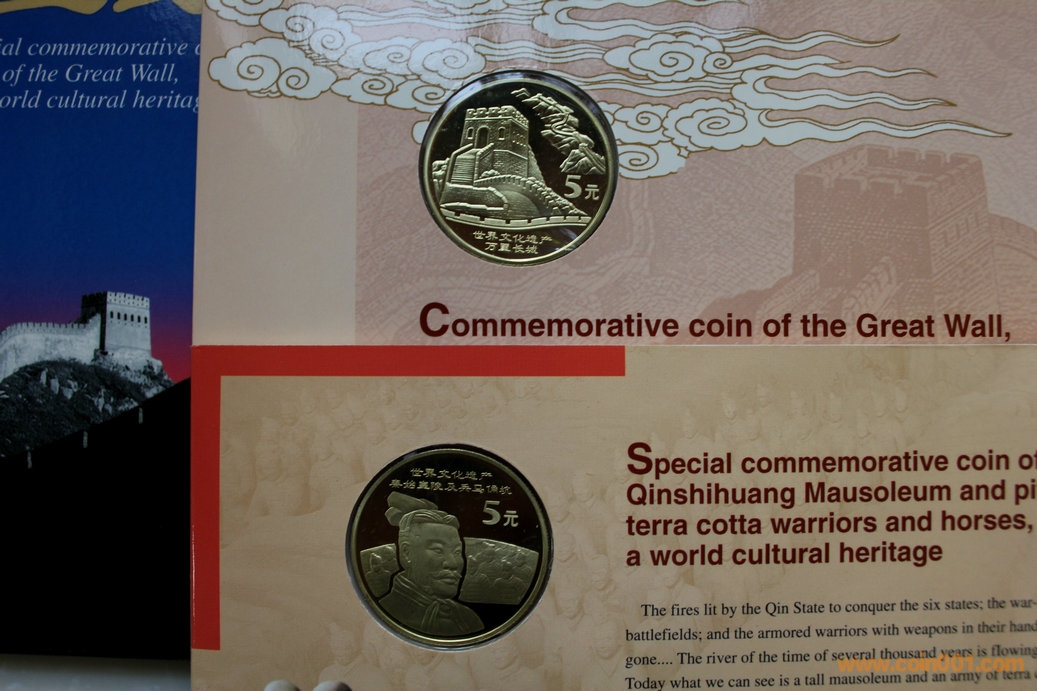 ial commemorative
of the Great Wall,
orld cultural heritag
5元
世界文化遗产
万里长城
Commemorative coin of the Great Wall,
世界文化遗产
秦始皇陵及兵马俑坑
5元
Special commemorative coin of
Qinshihuang Mausoleum and pi
terra cotta warriors and horses,
a world cultural heritage
The fires lit by the Qin State to conquer the six states; the war-
battlefields; and the armored warriors with weapons in their hand
gone.... The river of the time of several thousand years is flowing
Today what we can see is a tall mausoleum and an army of terra
www.coin001.com